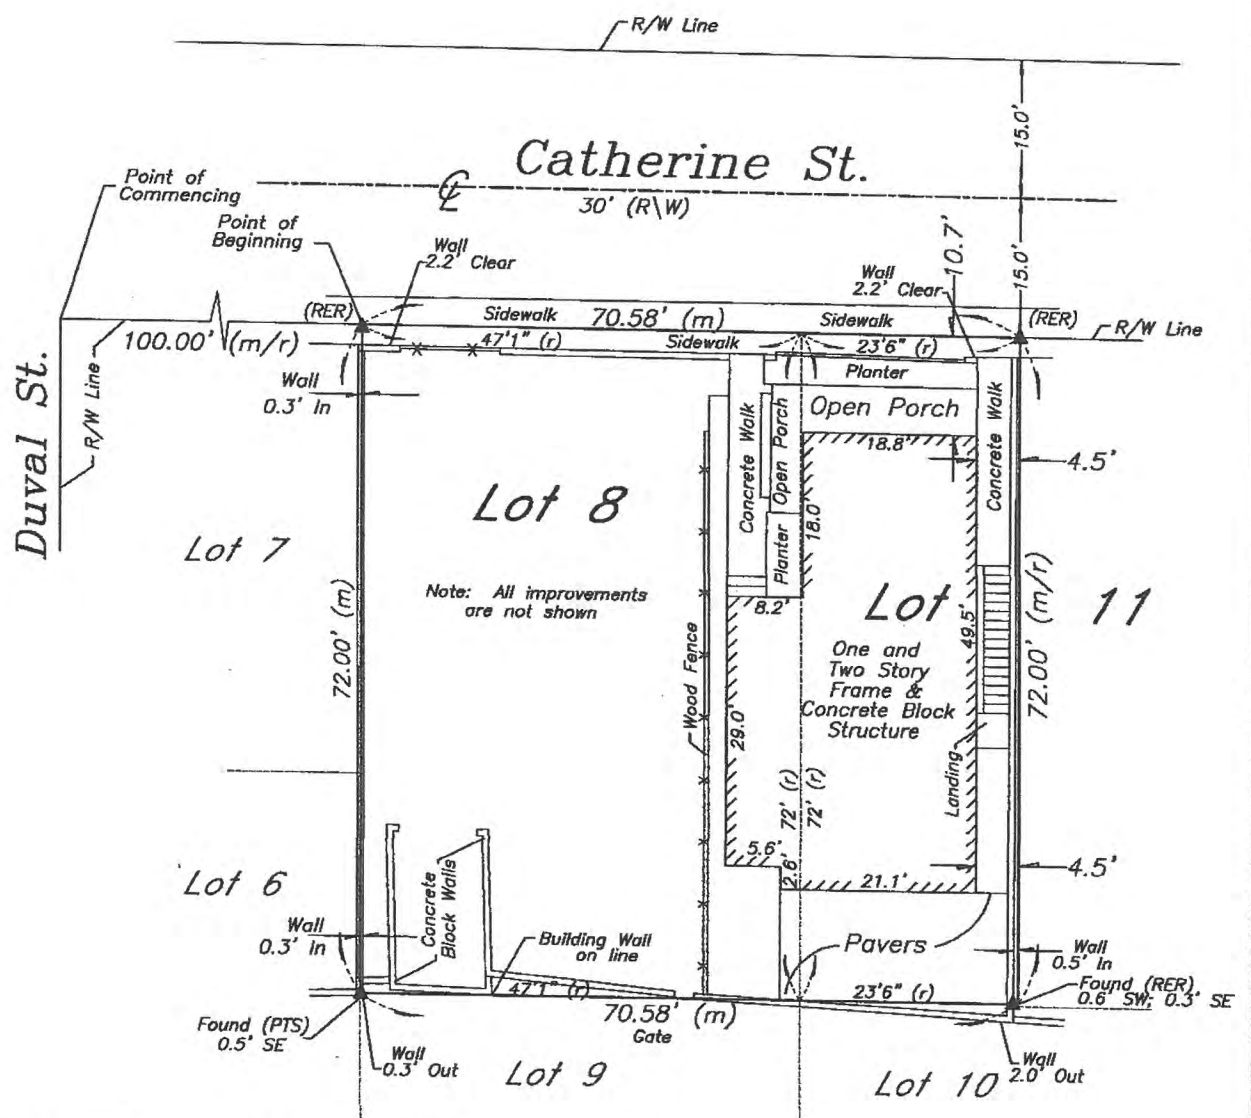 R/W Line
Catherine St.
30' (R\W)
15.0'
15.0'
10.7'
Point of
Commencing
Point of
Beginning
Wall
2.2' Clear
Wall
2.2' Clear
(RER)
(RER)
Sidewalk
70.58' (m)
Sidewalk
R/W Line
100.00' (m/r)
47'1" (r)
Sidewalk
23'6" (r)
Duval St.
R/W Line
Wall
0.3' In
Planter
Open Porch
18.8'
Concrete Walk
Open Porch
Concrete Walk
4.5'
Lot 8
18.0'
Lot 7
Planter
Note: All improvements
are not shown
8.2'
Lot 11
49.5'
72.00' (m)
72.00' (m/r)
One and
Two Story
Frame &
Concrete Block
Structure
Wood Fence
29.0'
72' (r)
72' (r)
Landing
5.6'
2.6'
21.1'
4.5'
Lot 6
Concrete
Block Walls
Wall
0.3' In
Building Wall
on line
Pavers
Wall
0.5' In
47'1" (r)
23'6" (r)
Found (RER)
0.6' SW; 0.3' SE
70.58' (m)
Gate
Found (PTS)
0.5' SE
Wall
0.3' Out
Wall
2.0' Out
Lot 9
Lot 10